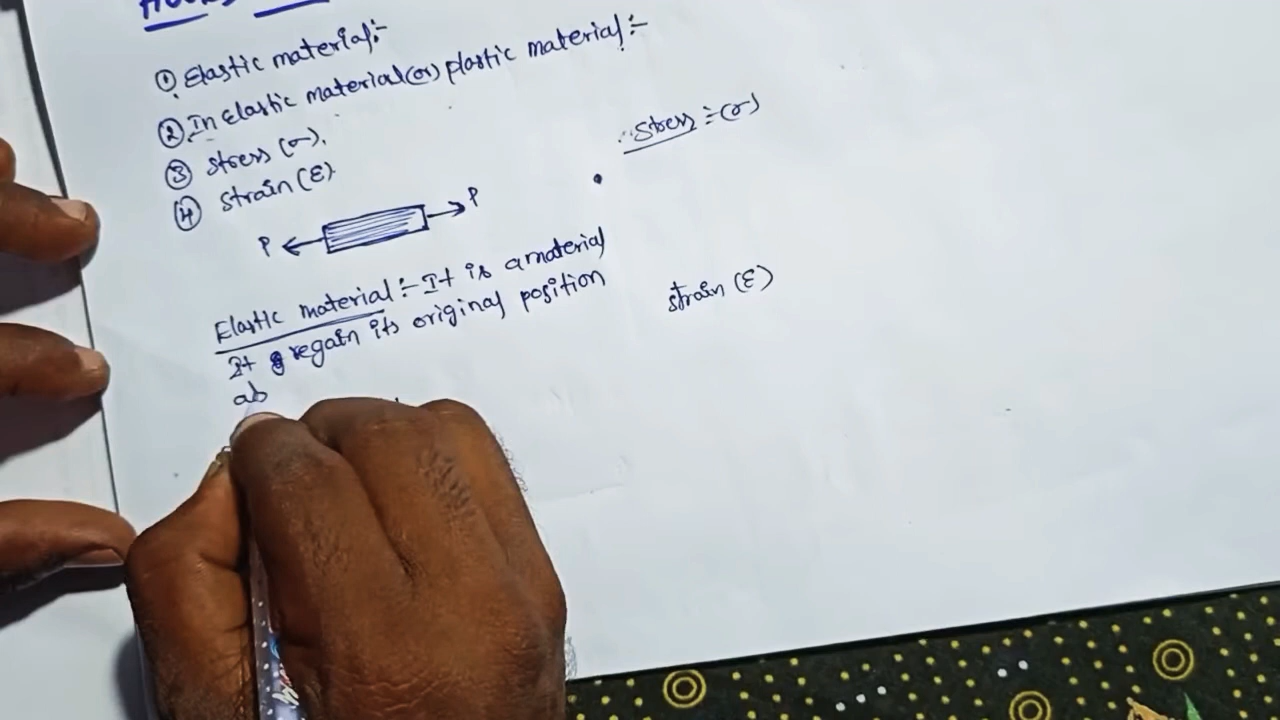 ① Elastic material:-
② In Elastic material (or) plastic material:-
③ stress (σ).
④ strain (ε)
P P
Elastic material:- It is a material
It regain its original position
ab
stress:- (σ)
strain (ε)